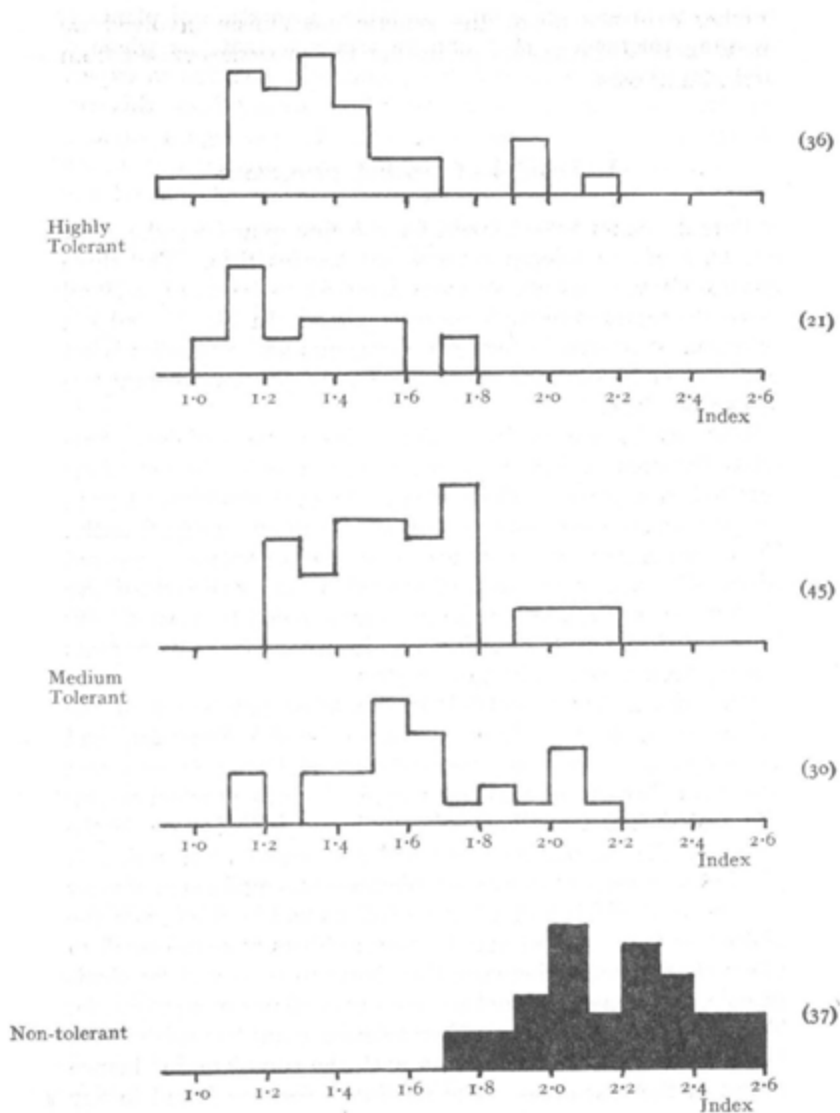 (36)
Highly
Tolerant
(21)
1·0 1·2 1·4 1·6 1·8 2·0 2·2 2·4 2·6
Index
(45)
Medium
Tolerant
(30)
1·0 1·2 1·4 1·6 1·8 2·0 2·2 2·4 2·6
Index
Non-tolerant
(37)
1·0 1·2 1·4 1·6 1·8 2·0 2·2 2·4 2·6
Index